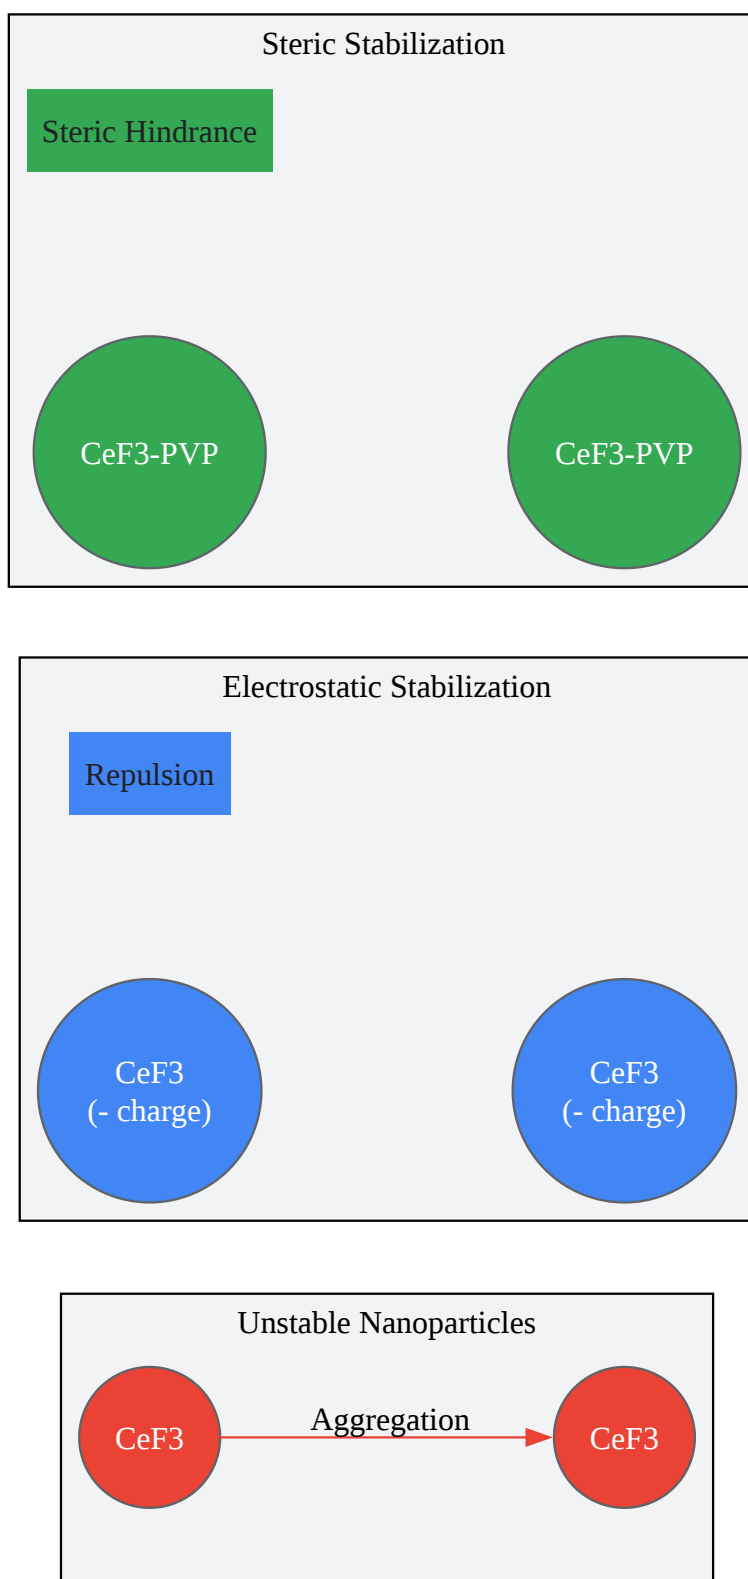 Steric Stabilization
Steric Hindrance
CeF3-PVP
CeF3-PVP
Electrostatic Stabilization
Repulsion
CeF3
(- charge)
CeF3
(- charge)
Unstable Nanoparticles
CeF3
Aggregation
CeF3